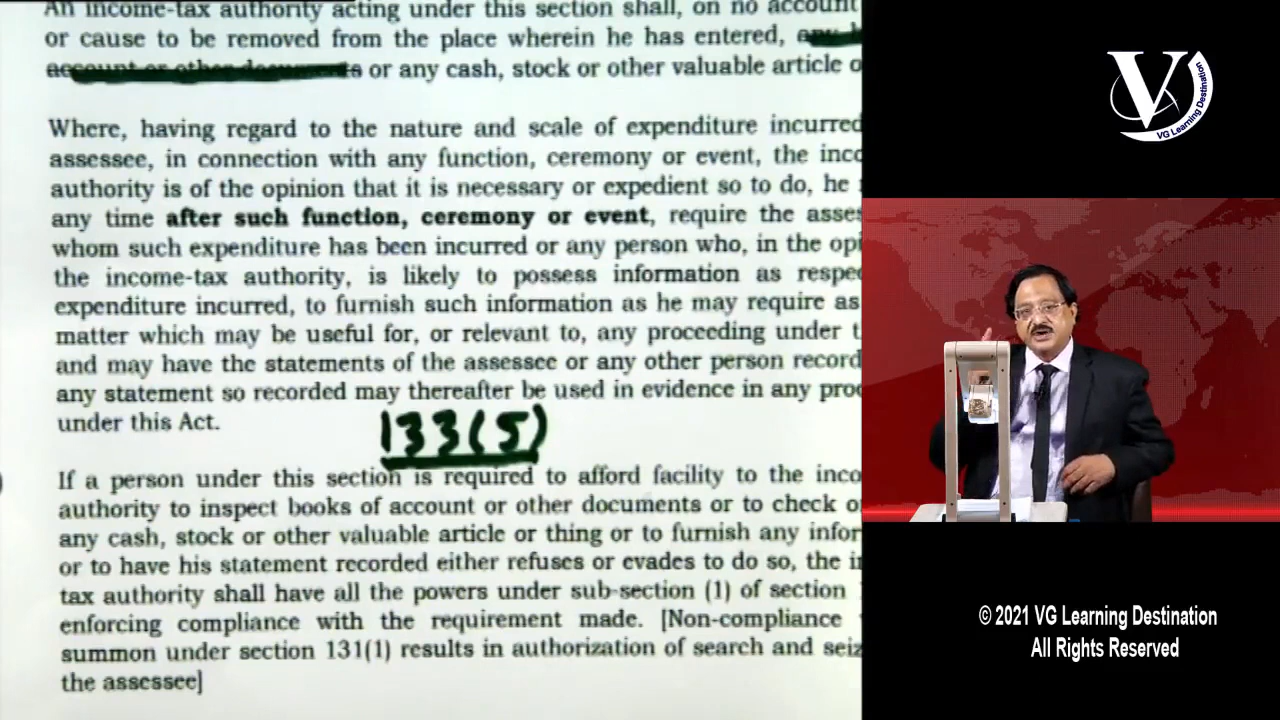 An income-tax authority acting under this section shall, on no account
or cause to be removed from the place wherein he has entered,
account or other documents or any cash, stock or other valuable article o
Where, having regard to the nature and scale of expenditure incurred
assessee, in connection with any function, ceremony or event, the inco
authority is of the opinion that it is necessary or expedient so to do, he
any time after such function, ceremony or event, require the asses
whom such expenditure has been incurred or any person who, in the opi
the income-tax authority, is likely to possess information as respec
expenditure incurred, to furnish such information as he may require as
matter which may be useful for, or relevant to, any proceeding under t
and may have the statements of the assessee or any other person record
any statement so recorded may thereafter be used in evidence in any proc
under this Act.
133(5)
If a person under this section is required to afford facility to the inco
authority to inspect books of account or other documents or to check o
any cash, stock or other valuable article or thing or to furnish any infor
or to have his statement recorded either refuses or evades to do so, the i
tax authority shall have all the powers under sub-section (1) of section
enforcing compliance with the requirement made. [Non-compliance
summon under section 131(1) results in authorization of search and seiz
the assessee]
V
VG Learning Destination
© 2021 VG Learning Destination
All Rights Reserved